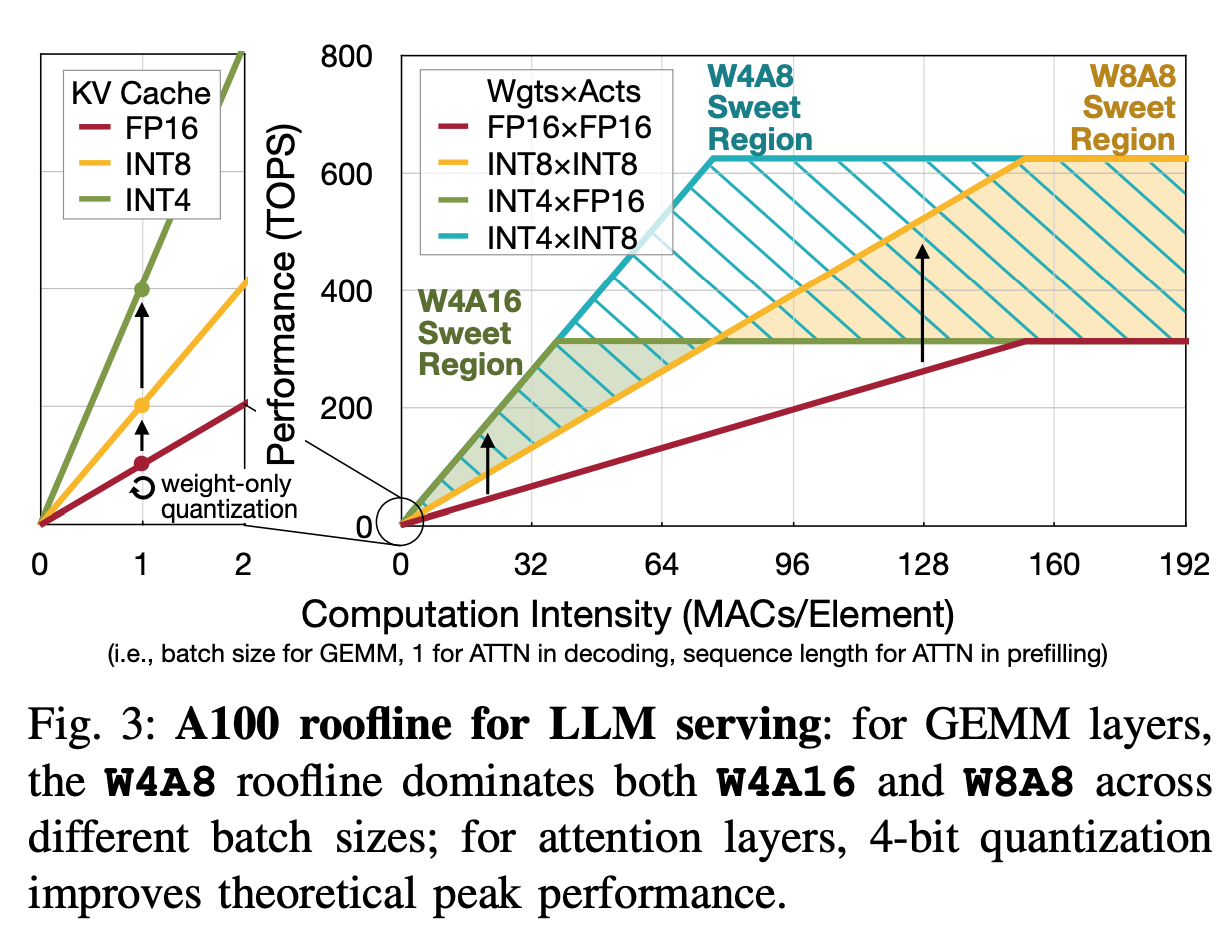 KV Cache
FP16
INT8
INT4
weight-only
quantization
0
1
2
Performance (TOPS)
800
600
400
200
0
Wgts×Acts
FP16×FP16
INT8×INT8
INT4×FP16
INT4×INT8
W4A8
Sweet
Region
W8A8
Sweet
Region
W4A16
Sweet
Region
0
32
64
96
128
160
192
Computation Intensity (MACs/Element)
(i.e., batch size for GEMM, 1 for ATTN in decoding, sequence length for ATTN in prefilling)
Fig. 3: A100 roofline for LLM serving: for GEMM layers,
the W4A8 roofline dominates both W4A16 and W8A8 across
different batch sizes; for attention layers, 4-bit quantization
improves theoretical peak performance.